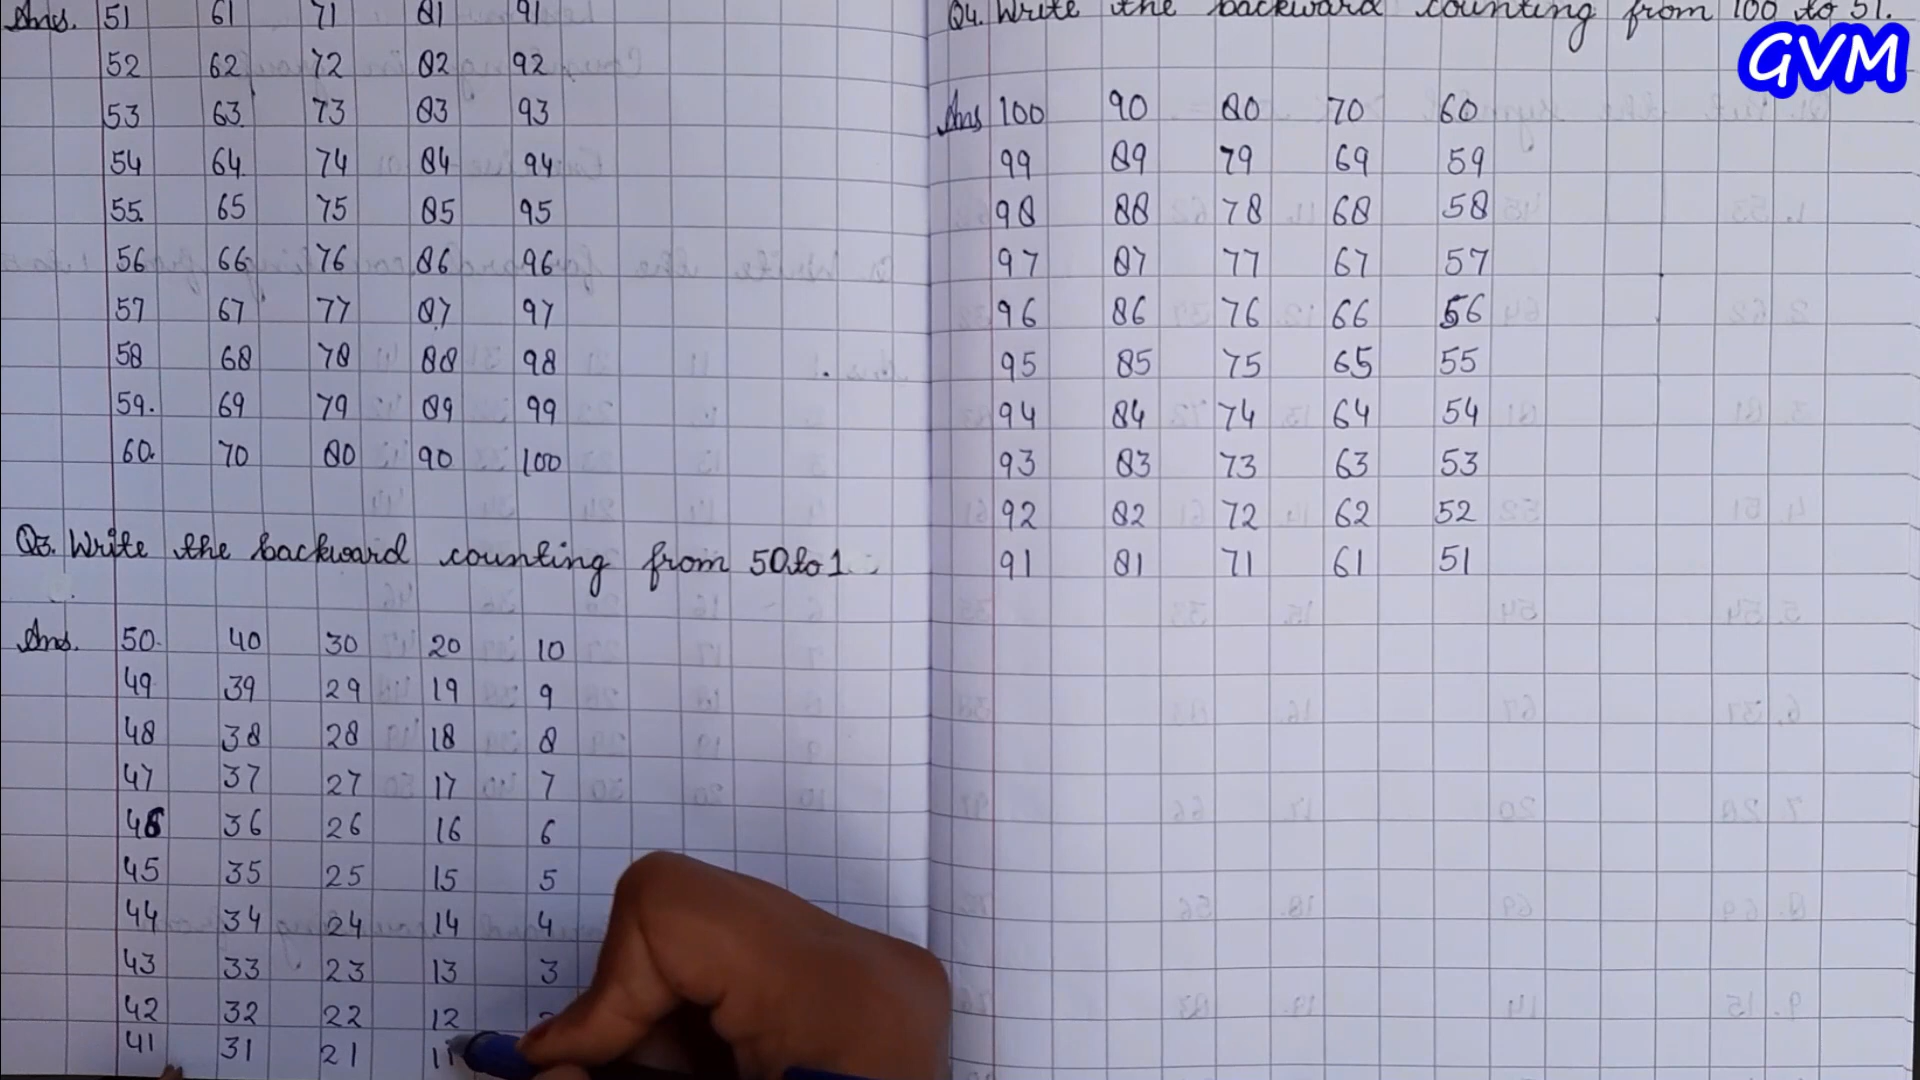 Ans. 51 61 71 81 91
52 62 72 82 92
53 63 73 83 93
54 64 74 84 94
55. 65 75 85 95
56 66 76 86 96
57 67 77 87 97
58 68 78 88 98
59. 69 79 89 99
60. 70 80 90 100
Q3. Write the backward counting from 50 to 1.
Ans. 50. 40 30 20 10
49 39 29 19 9
48 38 28 18 8
47 37 27 17 7
46 36 26 16 6
45 35 25 15 5
44 34 24 14 4
43 33 23 13 3
42 32 22 12
41 31 21 11
Q4. Write the backward counting from 100 to 51.
GVM
Ans 100 90 80 70 60
99 89 79 69 59
98 88 78 68 58
97 87 77 67 57
96 86 76 66 56
95 85 75 65 55
94 84 74 64 54
93 83 73 63 53
92 82 72 62 52
91 81 71 61 51